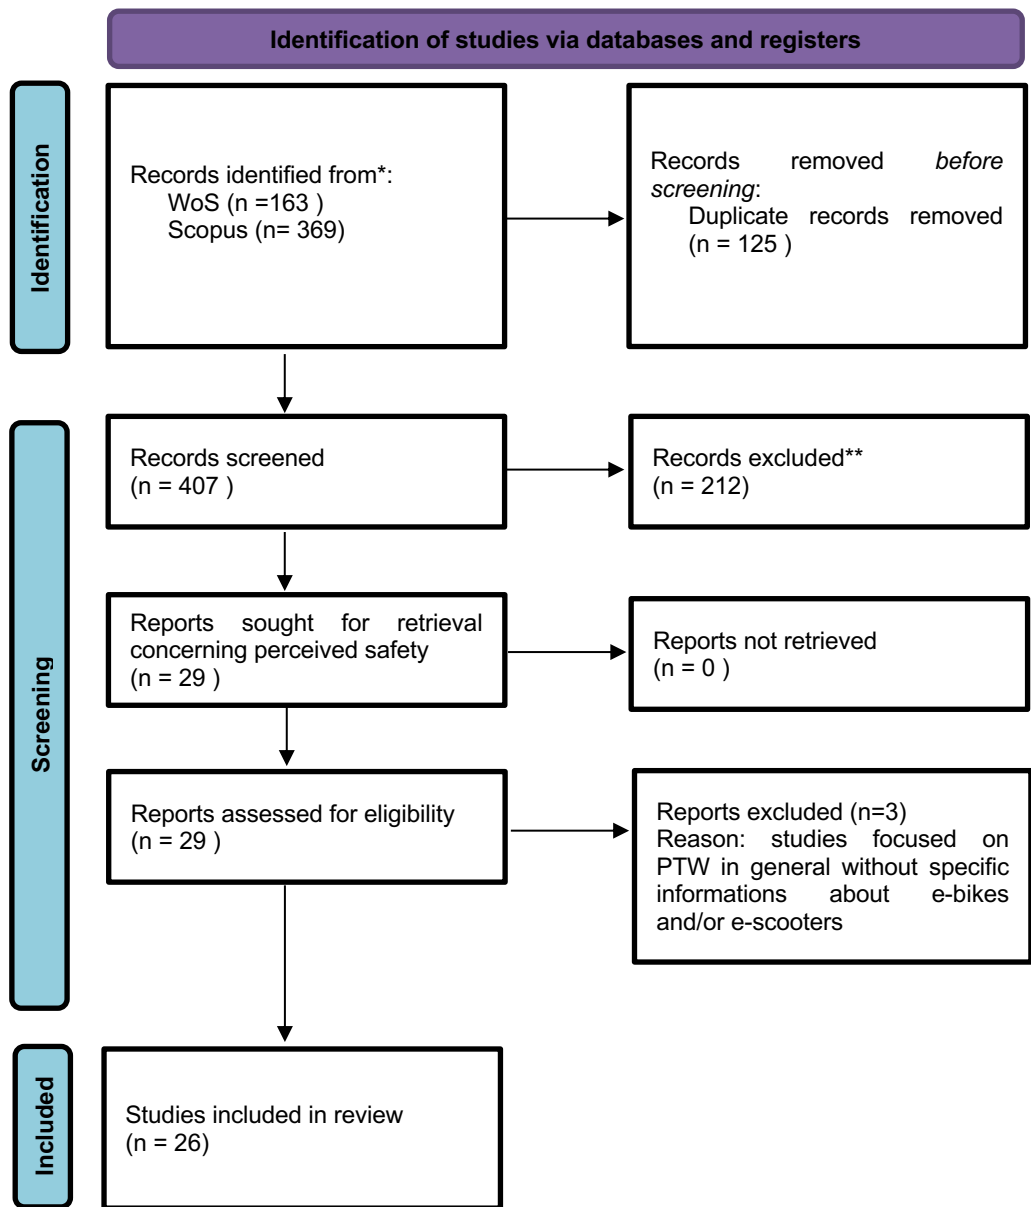 Identification of studies via databases and registers
Identification
Records identified from*:
WoS (n =163 )
Scopus (n= 369)
Records removed before
screening:
Duplicate records removed
(n = 125 )
Screening
Records screened
(n = 407 )
Records excluded**
(n = 212)
Reports sought for retrieval
concerning perceived safety
(n = 29 )
Reports not retrieved
(n = 0 )
Reports assessed for eligibility
(n = 29 )
Reports excluded (n=3)
Reason: studies focused on
PTW in general without specific
informations about e-bikes
and/or e-scooters
Included
Studies included in review
(n = 26)